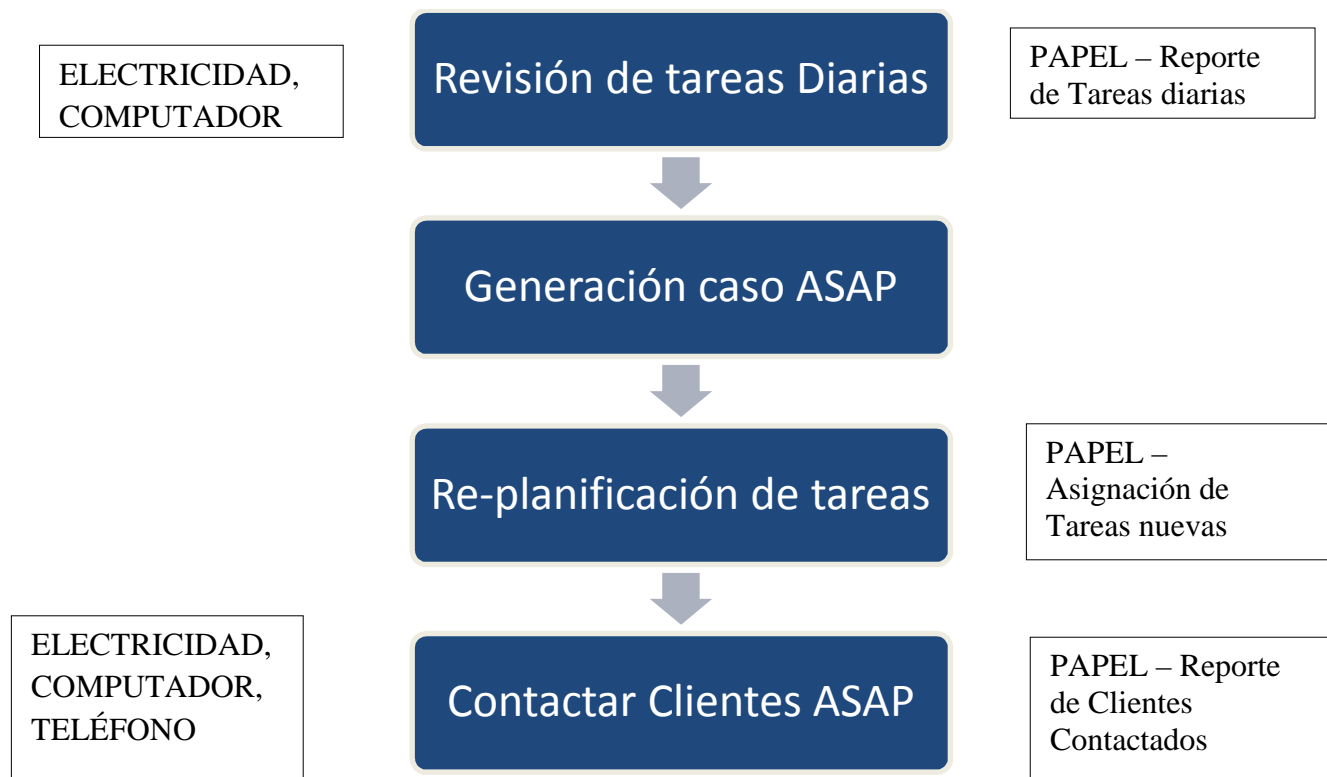 ELECTRICIDAD,
COMPUTADOR
Revisión de tareas Diarias
PAPEL – Reporte
de Tareas diarias
Generación caso ASAP
Re-planificación de tareas
PAPEL –
Asignación de
Tareas nuevas
ELECTRICIDAD,
COMPUTADOR,
TELÉFONO
Contactar Clientes ASAP
PAPEL – Reporte
de Clientes
Contactados